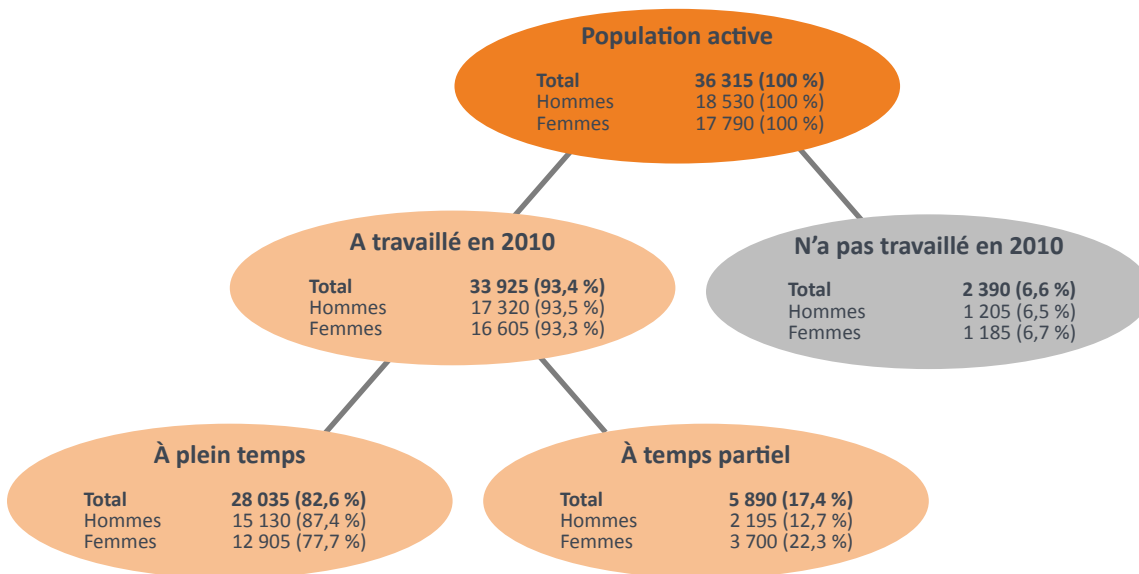 Population active
Total 36 315 (100 %)
Hommes 18 530 (100 %)
Femmes 17 790 (100 %)
A travaillé en 2010
Total 33 925 (93,4 %)
Hommes 17 320 (93,5 %)
Femmes 16 605 (93,3 %)
N'a pas travaillé en 2010
Total 2 390 (6,6 %)
Hommes 1 205 (6,5 %)
Femmes 1 185 (6,7 %)
À plein temps
Total 28 035 (82,6 %)
Hommes 15 130 (87,4 %)
Femmes 12 905 (77,7 %)
À temps partiel
Total 5 890 (17,4 %)
Hommes 2 195 (12,7 %)
Femmes 3 700 (22,3 %)